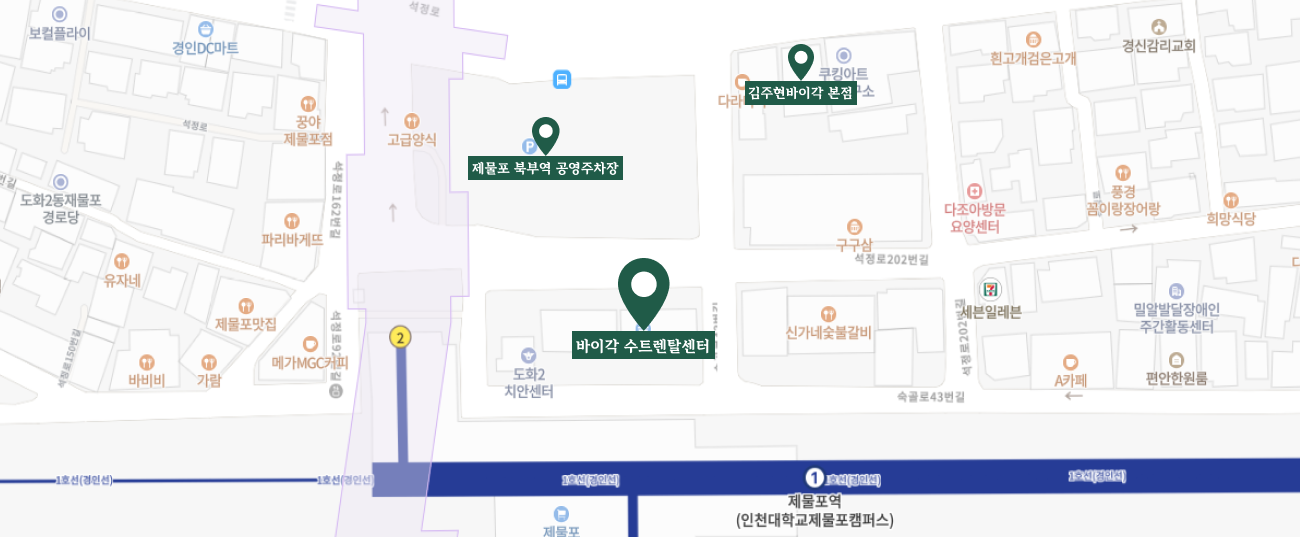 석정로
보컬플라이
경인DC마트
꿍야
제물포점
석정로
고급양식
P
제물포 북부역 공영주차장
김주현바이각 본점
쿠킹아트
흰고개검은고개
경신감리교회
도화2동재물포
경로당
석정로162번길
파리바게뜨
유자네
제물포맛집
석정로150번길
바비비
가람
메가MGC커피
2
바이각 수트렌탈센터
도화2
치안센터
구구삼
석정로202번길
신가네숯불갈비
다조아방문
요양센터
풍경
꼼이랑장어랑
희망식당
7
세븐일레븐
석정로202번길
밀알발달장애인
주간활동센터
A카페
편안한원룸
숙골로43번길
1호선(경인선)
1호선(경인선)
1호선(경인선)
1
1호선(경인선)
1호선(경인선)
제물포역
(인천대학교제물포캠퍼스)
제물포